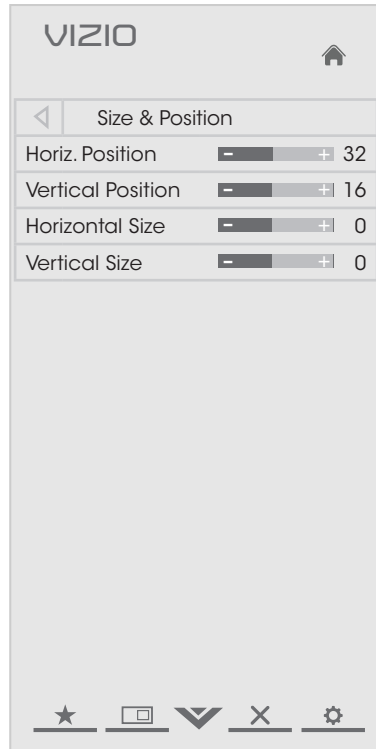 VIZIO
Size & Position
Horiz. Position - + 32
Vertical Position - + 16
Horizontal Size - + 0
Vertical Size - + 0